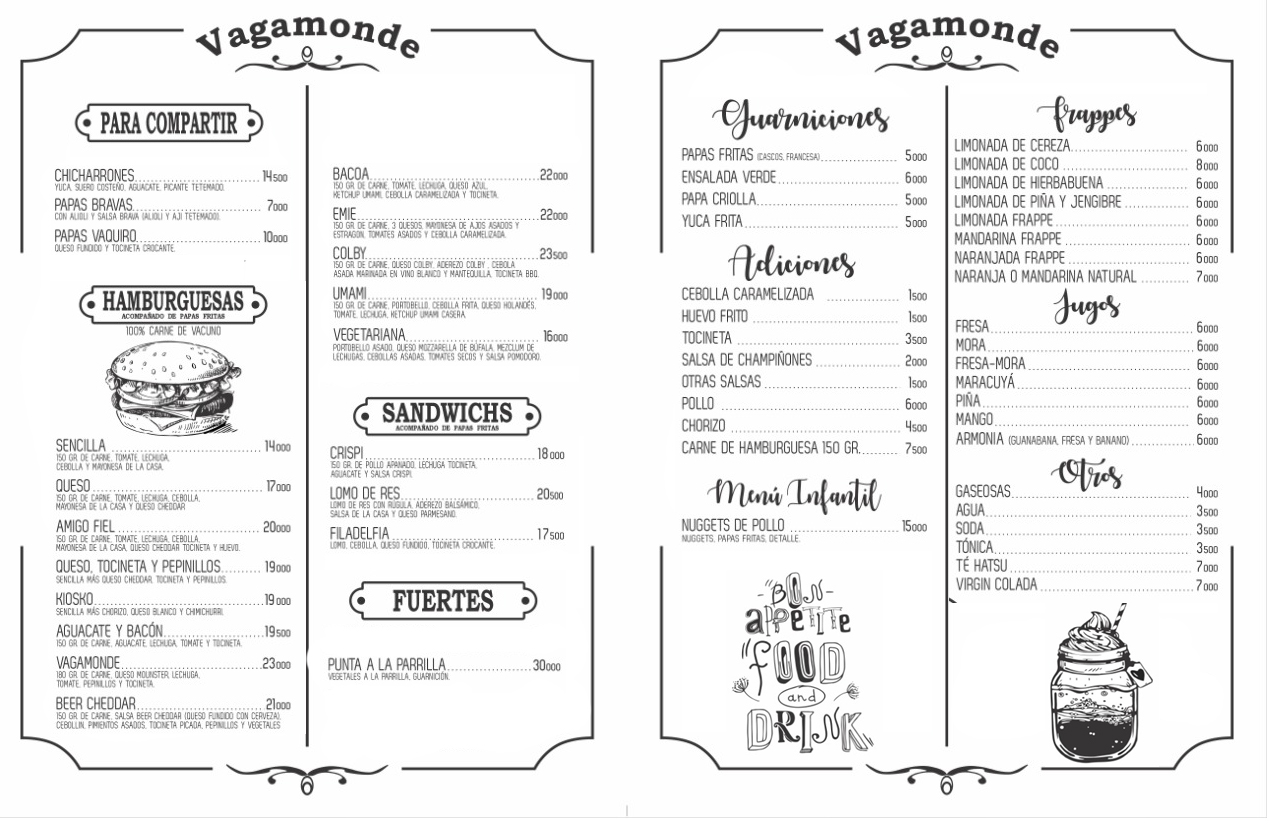 Vagamonde
PARA COMPARTIR
CHICHARRONES 14500
YUCA, SUERO COSTEÑO, AGUACATE, PICANTE TETEMADO.
PAPAS BRAVAS 7000
CON ALIOLI Y SALSA BRAVA (ALIOLI Y AJI TETEMADO).
PAPAS VAQUIRO 10000
QUESO FUNDIDO Y TOCINETA CROCANTE.
HAMBURGUESAS
ACOMPAÑADO DE PAPAS FRITAS
100% CARNE DE VACUNO
SENCILLA 14000
150 GR. DE CARNE, TOMATE, LECHUGA,
CEBOLLA Y MAYONESA DE LA CASA.
QUESO 17000
150 GR. DE CARNE, TOMATE, LECHUGA, CEBOLLA,
MAYONESA DE LA CASA Y QUESO CHEDDAR
AMIGO FIEL 20000
150 GR. DE CARNE, TOMATE, LECHUGA, CEBOLLA,
MAYONESA DE LA CASA, QUESO CHEDDAR TOCINETA Y HUEVO.
QUESO, TOCINETA Y PEPINILLOS 19000
SENCILLA MÁS QUESO CHEDDAR, TOCINETA Y PEPINILLOS.
KIOSKO 19000
SENCILLA MÁS CHORIZO, QUESO BLANCO Y CHIMICHURRI.
AGUACATE Y BACÓN 19500
150 GR. DE CARNE, AGUACATE, LECHUGA, TOMATE Y TOCINETA.
VAGAMONDE 23000
180 GR. DE CARNE, QUESO MOUNSTER, LECHUGA,
TOMATE, PEPINILLOS Y TOCINETA.
BEER CHEDDAR 21000
150 GR. DE CARNE, SALSA BEER CHEDDAR (QUESO FUNDIDO CON CERVEZA),
CEBOLLIN, PIMIENTOS ASADOS, TOCINETA PICADA, PEPINILLOS Y VEGETALES
BACOA 22000
150 GR. DE CARNE, TOMATE, LECHUGA, QUESO AZUL,
KETCHUP UMAMI, CEBOLLA CARAMELIZADA Y TOCINETA.
EMIE 22000
150 GR. DE CARNE, 3 QUESOS, MAYONESA DE AJOS ASADOS Y
ESTRAGON, TOMATES ASADOS Y CEBOLLA CARAMELIZADA.
COLBY 23500
150 GR. DE CARNE, QUESO COLBY, ADEREZO COLBY , CEBOLA
ASADA MARINADA EN VINO BLANCO Y MANTEQUILLA, TOCINETA BBQ.
UMAMI 19000
150 GR. DE CARNE, PORTOBELLO, CEBOLLA FRITA, QUESO HOLANDÉS,
TOMATE, LECHUGA, KETCHUP UMAMI CASERA.
VEGETARIANA 16000
PORTOBELLO ASADO, QUESO MOZZARELLA DE BÚFALA, MEZCLUM DE
LECHUGAS, CEBOLLAS ASADAS, TOMATES SECOS Y SALSA POMODORO.
SANDWICHS
ACOMPAÑADO DE PAPAS FRITAS
CRISPI 18000
150 GR. DE POLLO APANADO, LECHUGA TOCINETA,
AGUACATE Y SALSA CRISPI.
LOMO DE RES 20500
LOMO DE RES CON RÚGULA, ADEREZO BALSÁMICO,
SALSA DE LA CASA Y QUESO PARMESANO.
FILADELFIA 17500
LOMO, CEBOLLA, QUESO FUNDIDO, TOCINETA CROCANTE.
FUERTES
PUNTA A LA PARRILLA 30000
VEGETALES A LA PARRILLA, GUARNICIÓN.
Vagamonde
Guarniciones
PAPAS FRITAS (CASCOS, FRANCESA) 5000
ENSALADA VERDE 6000
PAPA CRIOLLA 5000
YUCA FRITA 5000
Adiciones
CEBOLLA CARAMELIZADA 1500
HUEVO FRITO 1500
TOCINETA 3500
SALSA DE CHAMPIÑONES 2000
OTRAS SALSAS 1500
POLLO 6000
CHORIZO 4500
CARNE DE HAMBURGUESA 150 GR. 7500
Menú Infantil
NUGGETS DE POLLO 15000
NUGGETS, PAPAS FRITAS, DETALLE.
BON
appétite
FOOD
and
DRINK
frappes
LIMONADA DE CEREZA 6000
LIMONADA DE COCO 8000
LIMONADA DE HIERBABUENA 6000
LIMONADA DE PIÑA Y JENGIBRE 6000
LIMONADA FRAPPE 6000
MANDARINA FRAPPE 6000
NARANJADA FRAPPE 6000
NARANJA O MANDARINA NATURAL 7000
Jugos
FRESA 6000
MORA 6000
FRESA-MORA 6000
MARACUYÁ 6000
PIÑA 6000
MANGO 6000
ARMONIA (GUANABANA, FRESA Y BANANO) 6000
Otros
GASEOSAS 4000
AGUA 3500
SODA 3500
TÓNICA 3500
TÉ HATSU 7000
VIRGIN COLADA 7000